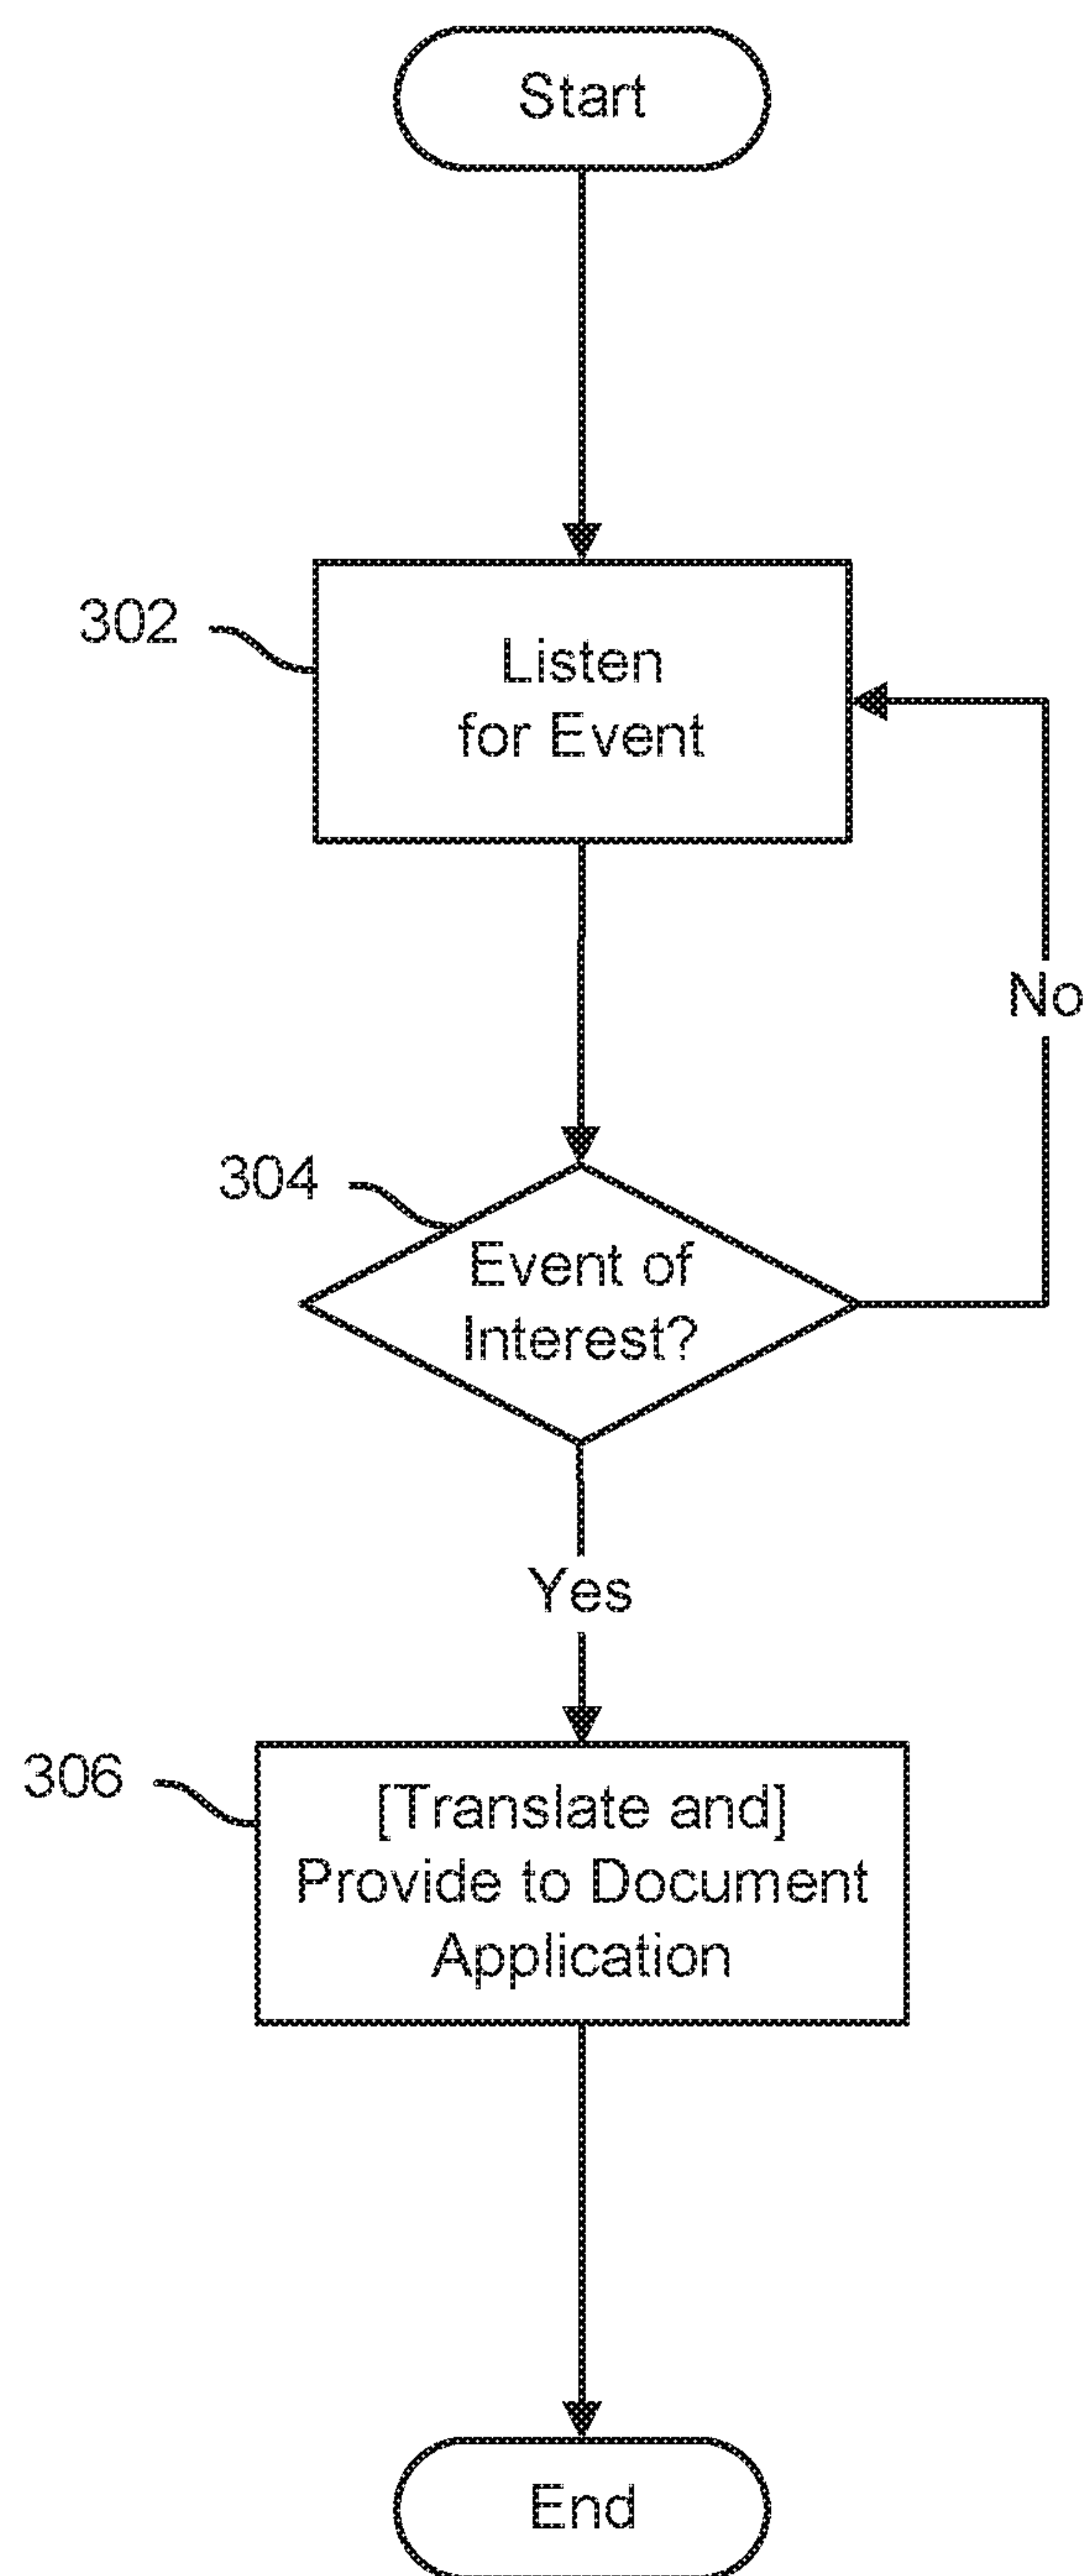 Start
302
Listen
for Event
No
304
Event of
Interest?
Yes
306
[Translate and]
Provide to Document
Application
End